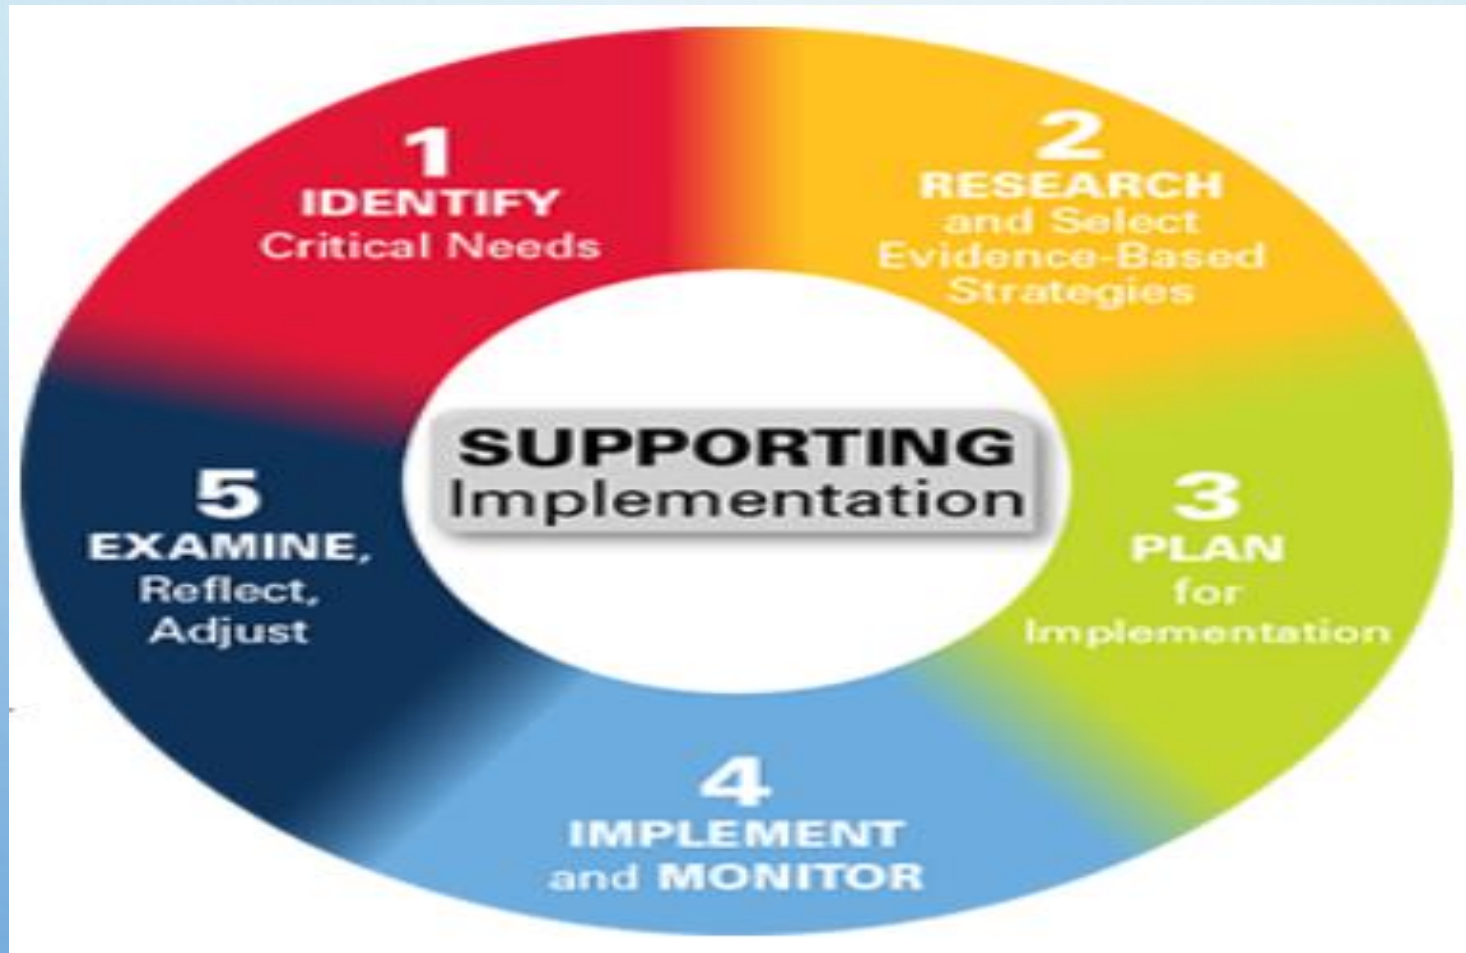 1
IDENTIFY
Critical Needs
2
RESEARCH
and Select
Evidence-Based
Strategies
3
PLAN
for
Implementation
4
IMPLEMENT
and MONITOR
5
EXAMINE,
Reflect,
Adjust
SUPPORTING
Implementation